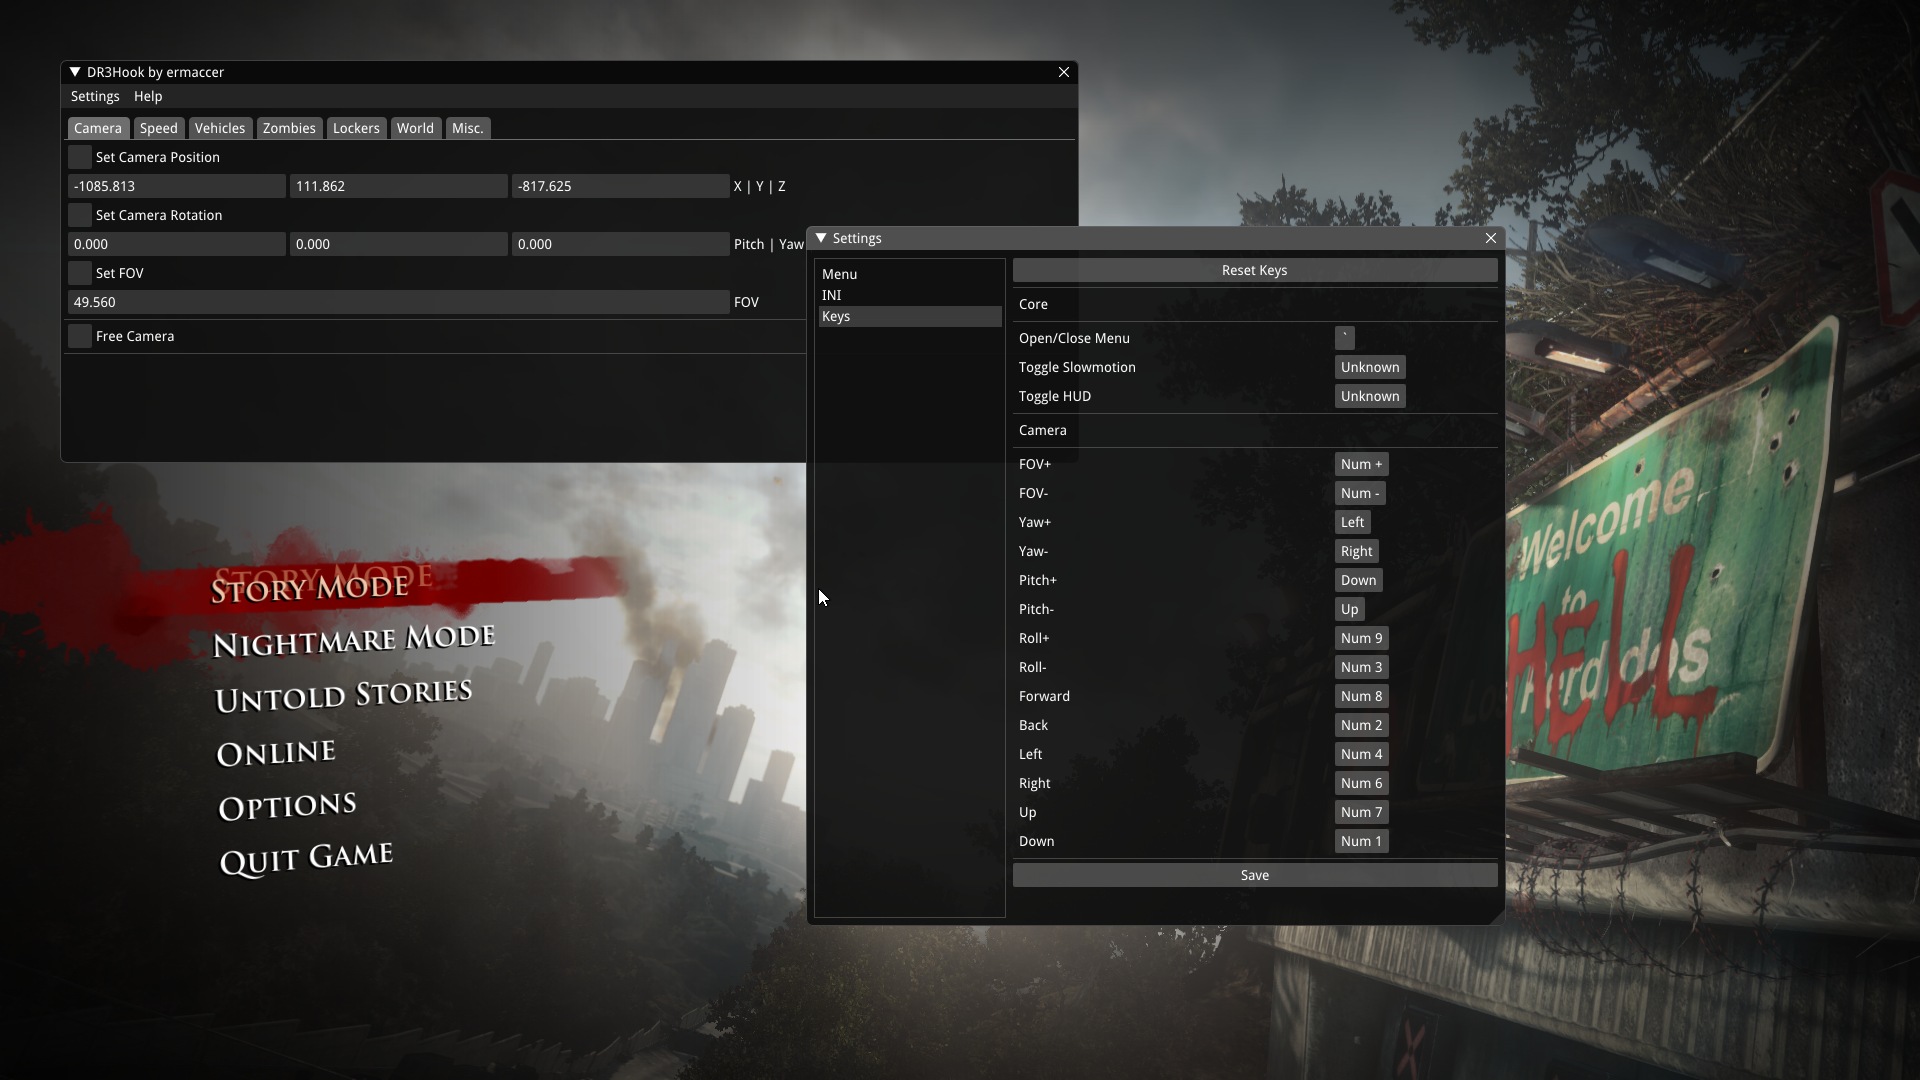 DR3Hook by ermaccer
Settings Help
Camera Speed Vehicles Zombies Lockers World Misc.
Set Camera Position
-1085.813 111.862 -817.625 X | Y | Z
Set Camera Rotation
0.000 0.000 0.000 Pitch | Yaw
Set FOV
49.560 FOV
Free Camera
Settings
Menu
INI
Keys
Reset Keys
Core
Open/Close Menu `
Toggle Slowmotion Unknown
Toggle HUD Unknown
Camera
FOV+ Num +
FOV- Num -
Yaw+ Left
Yaw- Right
Pitch+ Down
Pitch- Up
Roll+ Num 9
Roll- Num 3
Forward Num 8
Back Num 2
Left Num 4
Right Num 6
Up Num 7
Down Num 1
Save
STORY MODE
STORY MODE
NIGHTMARE MODE
UNTOLD STORIES
ONLINE
OPTIONS
QUIT GAME
Welcome
to
HELL